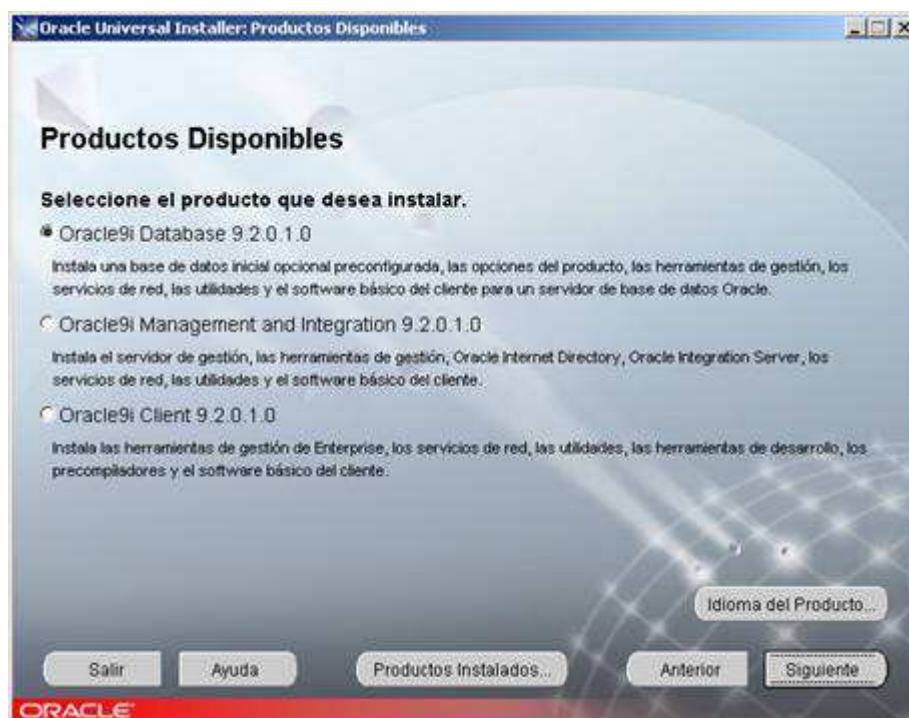 Oracle Universal Installer: Productos Disponibles
Productos Disponibles
Seleccione el producto que desea instalar.
Oracle9i Database 9.2.0.1.0
Instala una base de datos inicial opcional preconfigurada, las opciones del producto, las herramientas de gestión, los
servicios de red, las utilidades y el software básico del cliente para un servidor de base de datos Oracle.
Oracle9i Management and Integration 9.2.0.1.0
Instala el servidor de gestión, las herramientas de gestión, Oracle Internet Directory, Oracle Integration Server, los
servicios de red, las utilidades y el software básico del cliente.
Oracle9i Client 9.2.0.1.0
Instala las herramientas de gestión de Enterprise, los servicios de red, las utilidades, las herramientas de desarrollo, los
precompiladores y el software básico del cliente.
Idioma del Producto...
Salir Ayuda Productos Instalados... Anterior Siguiente
ORACLE